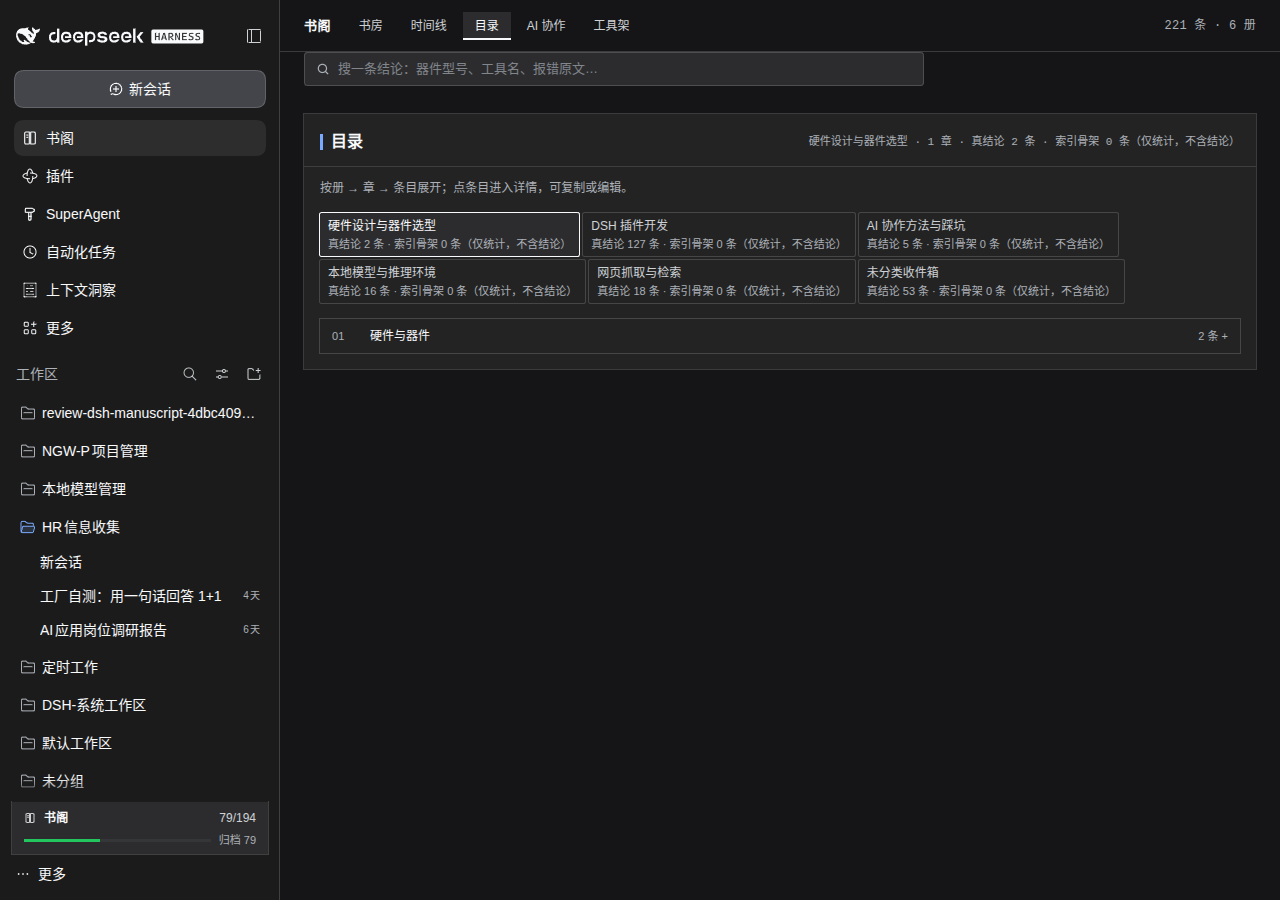 deepseek HARNESS
新会话
书阁
插件
SuperAgent
自动化任务
上下文洞察
更多
工作区
review-dsh-manuscript-4dbc409…
NGW-P项目管理
本地模型管理
HR信息收集
新会话
工厂自测：用一句话回答 1+1 4天
AI应用岗位调研报告 6天
定时工作
DSH-系统工作区
默认工作区
未分组
书阁 79/194
归档 79
更多
书阁 书房 时间线 目录 AI 协作 工具架 221 条 · 6 册
搜一条结论：器件型号、工具名、报错原文…
目录 硬件设计与器件选型 · 1 章 · 真结论 2 条 · 索引骨架 0 条（仅统计，不含结论）
按册 → 章 → 条目展开；点条目进入详情，可复制或编辑。
硬件设计与器件选型
真结论 2 条 · 索引骨架 0 条（仅统计，不含结论）
DSH 插件开发
真结论 127 条 · 索引骨架 0 条（仅统计，不含结论）
AI 协作方法与踩坑
真结论 5 条 · 索引骨架 0 条（仅统计，不含结论）
本地模型与推理环境
真结论 16 条 · 索引骨架 0 条（仅统计，不含结论）
网页抓取与检索
真结论 18 条 · 索引骨架 0 条（仅统计，不含结论）
未分类收件箱
真结论 53 条 · 索引骨架 0 条（仅统计，不含结论）
01 硬件与器件 2 条 +